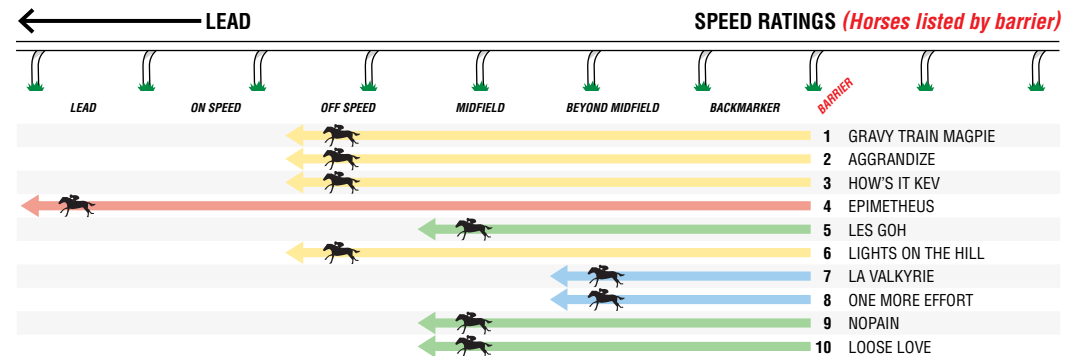 LEAD
SPEED RATINGS (Horses listed by barrier)
LEAD ON SPEED OFF SPEED MIDFIELD BEYOND MIDFIELD BACKMARKER BARRIER
1 GRAVY TRAIN MAGPIE
2 AGGRANDIZE
3 HOW'S IT KEV
4 EPIMETHEUS
5 LES GOH
6 LIGHTS ON THE HILL
7 LA VALKYRIE
8 ONE MORE EFFORT
9 NOPAIN
10 LOOSE LOVE